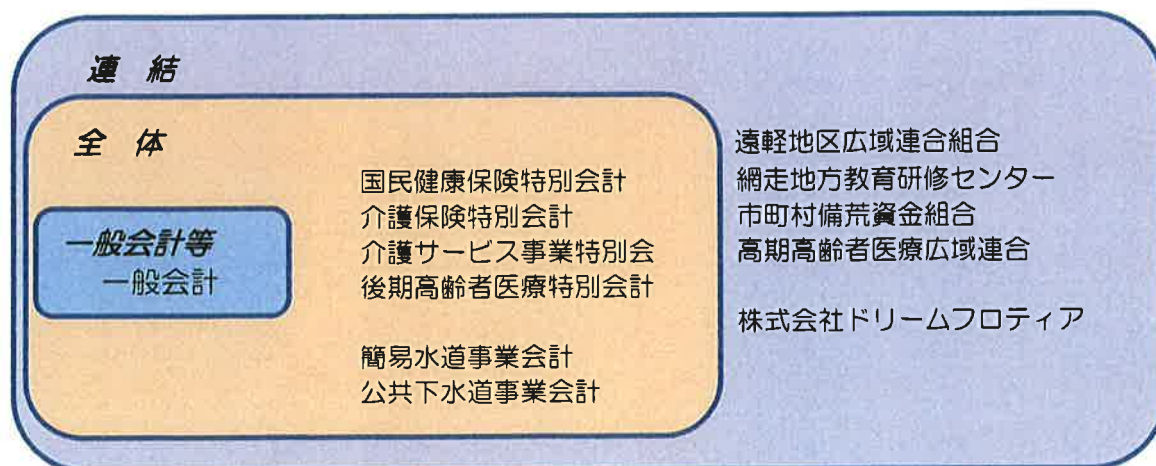 連 結
全 体
一般会計等
一般会計
国民健康保険特別会計
介護保険特別会計
介護サービス事業特別会
後期高齢者医療特別会計
簡易水道事業会計
公共下水道事業会計
遠軽地区広域連合組合
網走地方教育研修センター
市町村備荒資金組合
高期高齢者医療広域連合
株式会社ドリームフロティア